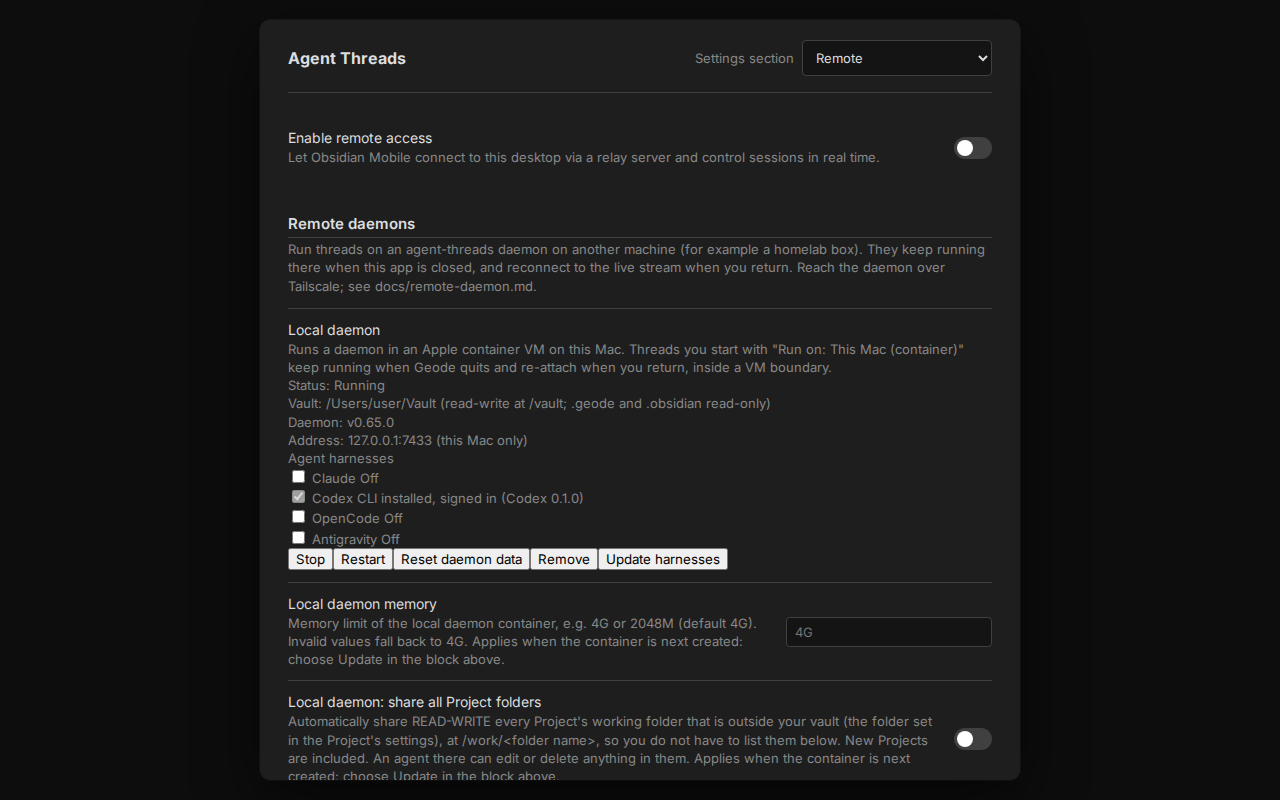 Agent Threads
Settings section
Remote
Enable remote access
Let Obsidian Mobile connect to this desktop via a relay server and control sessions in real time.
Remote daemons
Run threads on an agent-threads daemon on another machine (for example a homelab box). They keep running
there when this app is closed, and reconnect to the live stream when you return. Reach the daemon over
Tailscale; see docs/remote-daemon.md.
Local daemon
Runs a daemon in an Apple container VM on this Mac. Threads you start with "Run on: This Mac (container)"
keep running when Geode quits and re-attach when you return, inside a VM boundary.
Status: Running
Vault: /Users/user/Vault (read-write at /vault; .geode and .obsidian read-only)
Daemon: v0.65.0
Address: 127.0.0.1:7433 (this Mac only)
Agent harnesses
Claude Off
Codex CLI installed, signed in (Codex 0.1.0)
OpenCode Off
Antigravity Off
Stop Restart Reset daemon data Remove Update harnesses
Local daemon memory
Memory limit of the local daemon container, e.g. 4G or 2048M (default 4G).
Invalid values fall back to 4G. Applies when the container is next created:
choose Update in the block above.
4G
Local daemon: share all Project folders
Automatically share READ-WRITE every Project's working folder that is outside your vault (the folder set
in the Project's settings), at /work/<folder name>, so you do not have to list them below. New Projects
are included. An agent there can edit or delete anything in them. Applies when the container is next
created: choose Update in the block above.